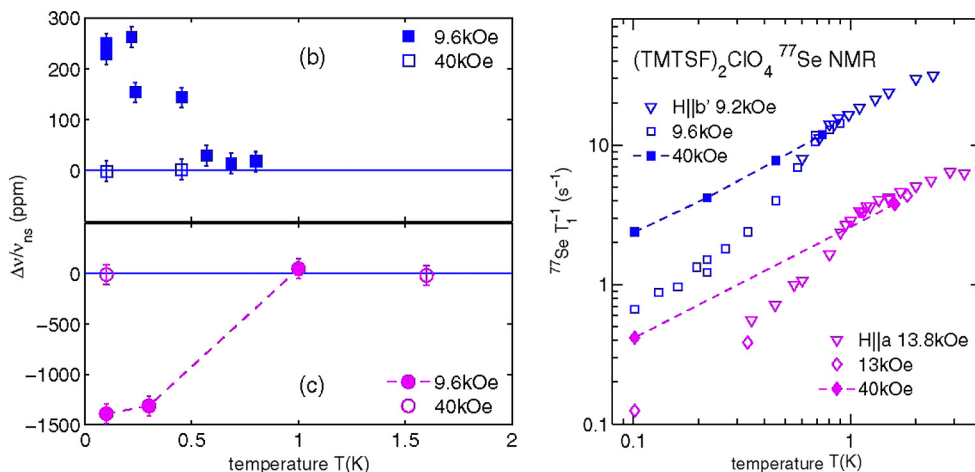 300
200
100
0
9.6kOe
40kOe
(b)
Δν/νns (ppm)
0
−500
−1000
−1500
(c)
9.6kOe
40kOe
0
0.5
1
1.5
2
temperature T(K)
(TMTSF)2ClO4 77Se NMR
H||b' 9.2kOe
9.6kOe
40kOe
77Se T1−1 (s−1)
10
1
0.1
H||a 13.8kOe
13kOe
40kOe
0.1
1
temperature T(K)